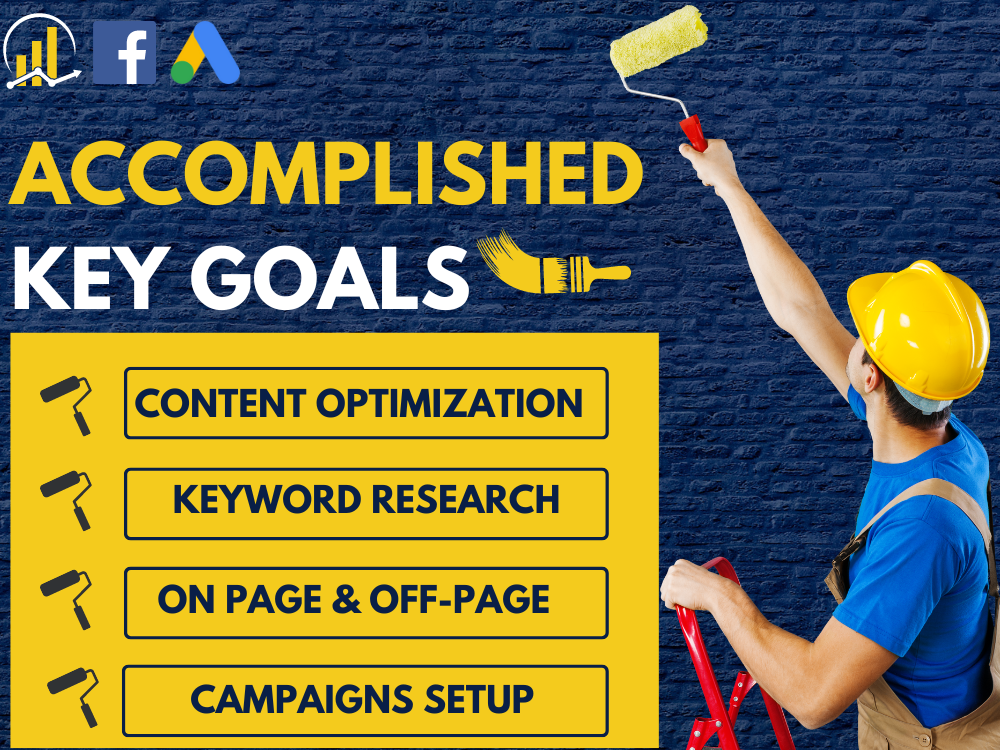 ACCOMPLISHED
KEY GOALS
CONTENT OPTIMIZATION
KEYWORD RESEARCH
ON PAGE & OFF-PAGE
CAMPAIGNS SETUP